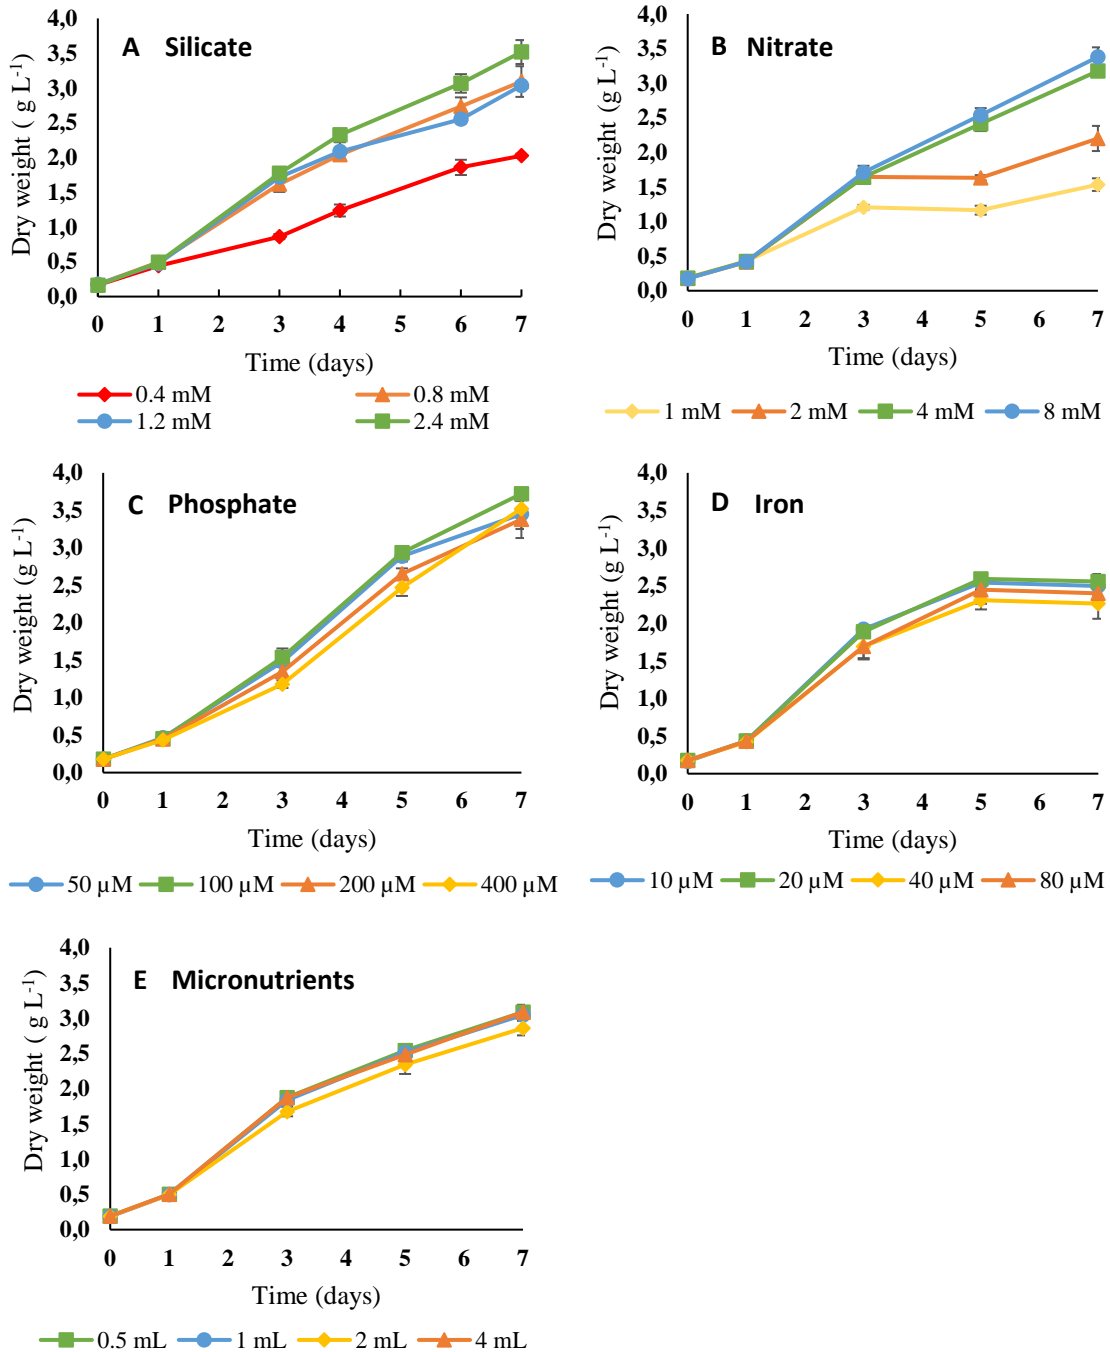 A Silicate
Dry weight ( g L-1)
4,0
3,5
3,0
2,5
2,0
1,5
1,0
0,5
0,0
0 1 2 3 4 5 6 7
Time (days)
0.4 mM 0.8 mM
1.2 mM 2.4 mM
B Nitrate
Dry weight (g L-1)
4,0
3,5
3,0
2,5
2,0
1,5
1,0
0,5
0,0
0 1 2 3 4 5 6 7
Time (days)
1 mM 2 mM 4 mM 8 mM
C Phosphate
Dry weight (g L-1)
4,0
3,5
3,0
2,5
2,0
1,5
1,0
0,5
0,0
0 1 2 3 4 5 6 7
Time (days)
50 µM 100 µM 200 µM 400 µM
D Iron
Dry weight (g L-1)
4,0
3,5
3,0
2,5
2,0
1,5
1,0
0,5
0,0
0 1 2 3 4 5 6 7
Time (days)
10 µM 20 µM 40 µM 80 µM
E Micronutrients
Dry weight ( g L-1)
4,0
3,5
3,0
2,5
2,0
1,5
1,0
0,5
0,0
0 1 2 3 4 5 6 7
Time (days)
0.5 mL 1 mL 2 mL 4 mL